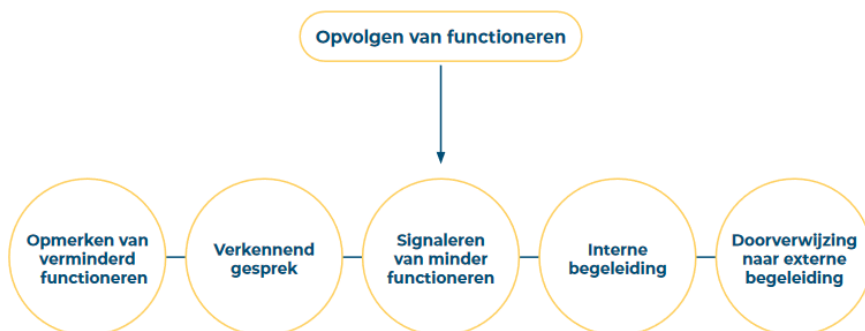 Opvolgen van functioneren
Opmerken van
verminderd
functioneren
Verkennend
gesprek
Signaleren
van minder
functioneren
Interne
begeleiding
Doorverwijzing
naar externe
begeleiding